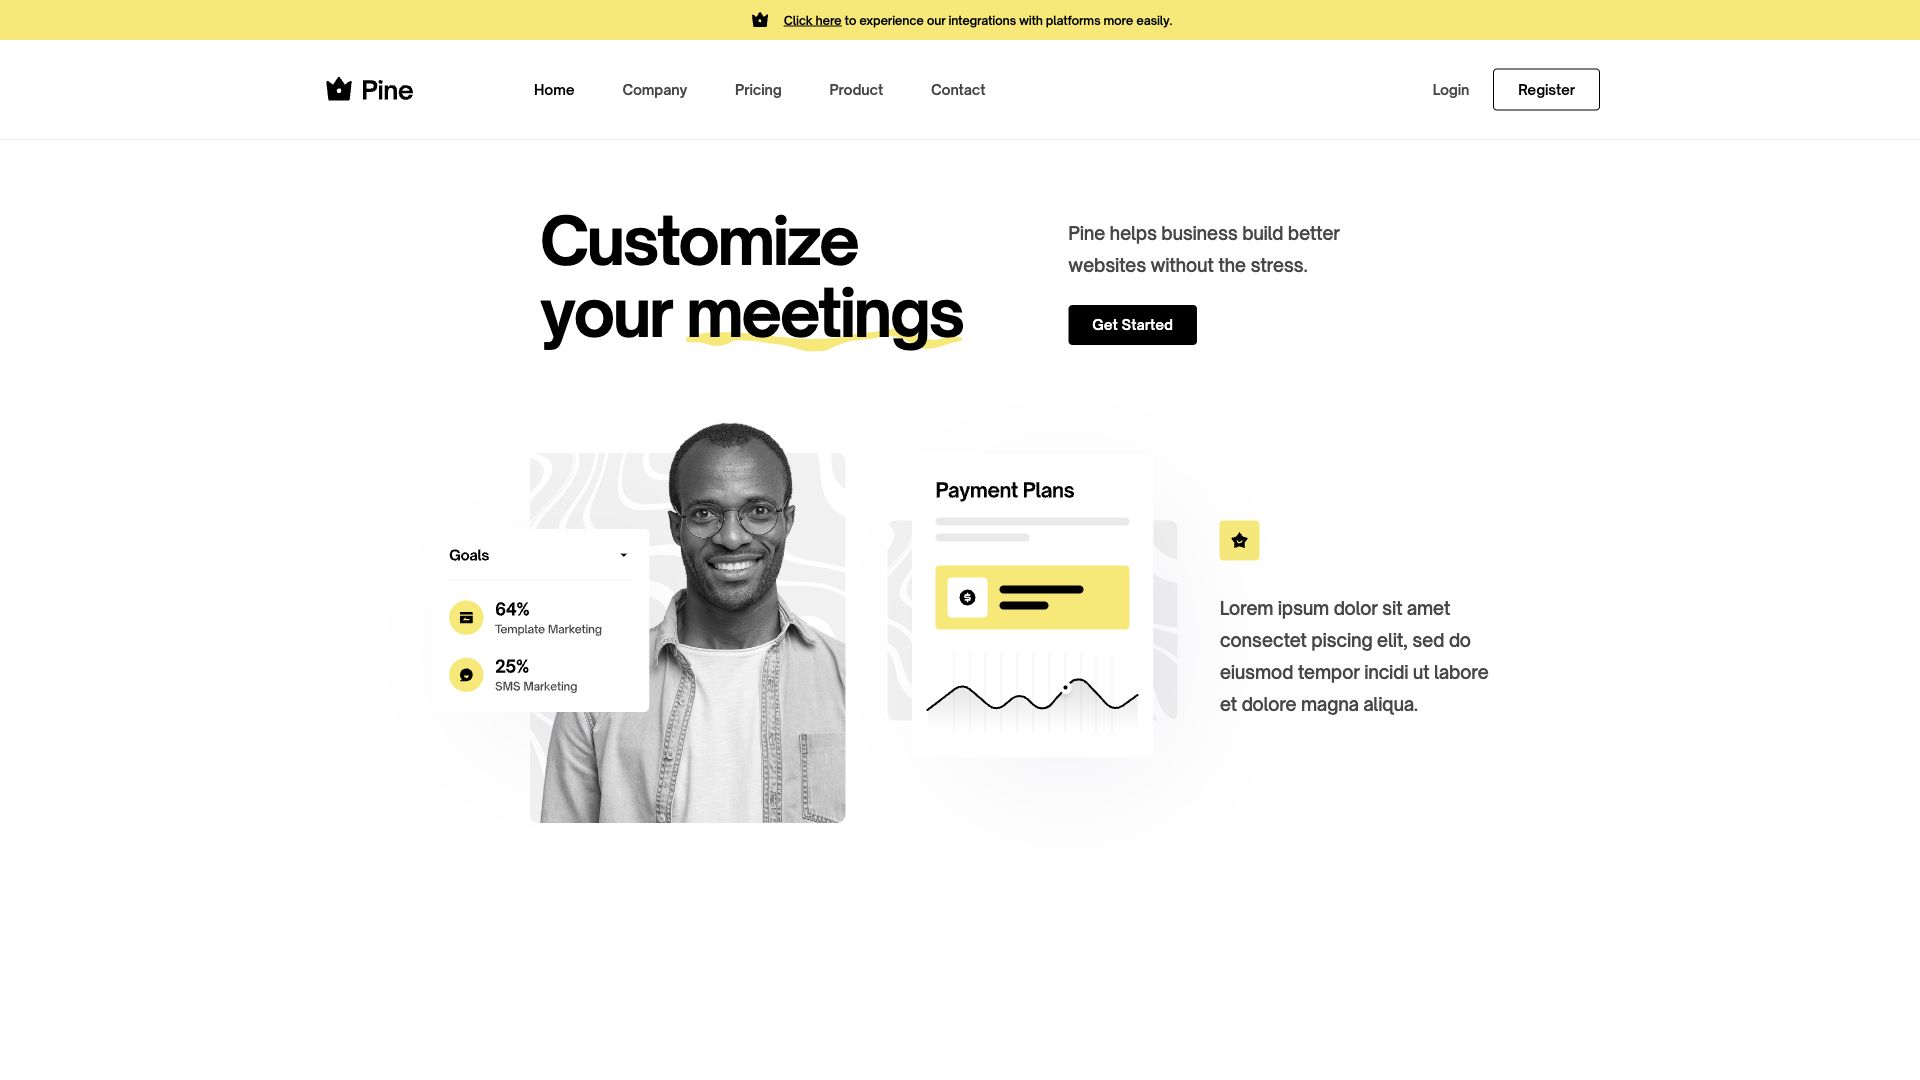 Click here to experience our integrations with platforms more easily.
Pine
Home
Company
Pricing
Product
Contact
Login
Register
Customize
your meetings
Pine helps business build better
websites without the stress.
Get Started
Goals
64%
Template Marketing
25%
SMS Marketing
Payment Plans
Lorem ipsum dolor sit amet
consectet piscing elit, sed do
eiusmod tempor incidi ut labore
et dolore magna aliqua.